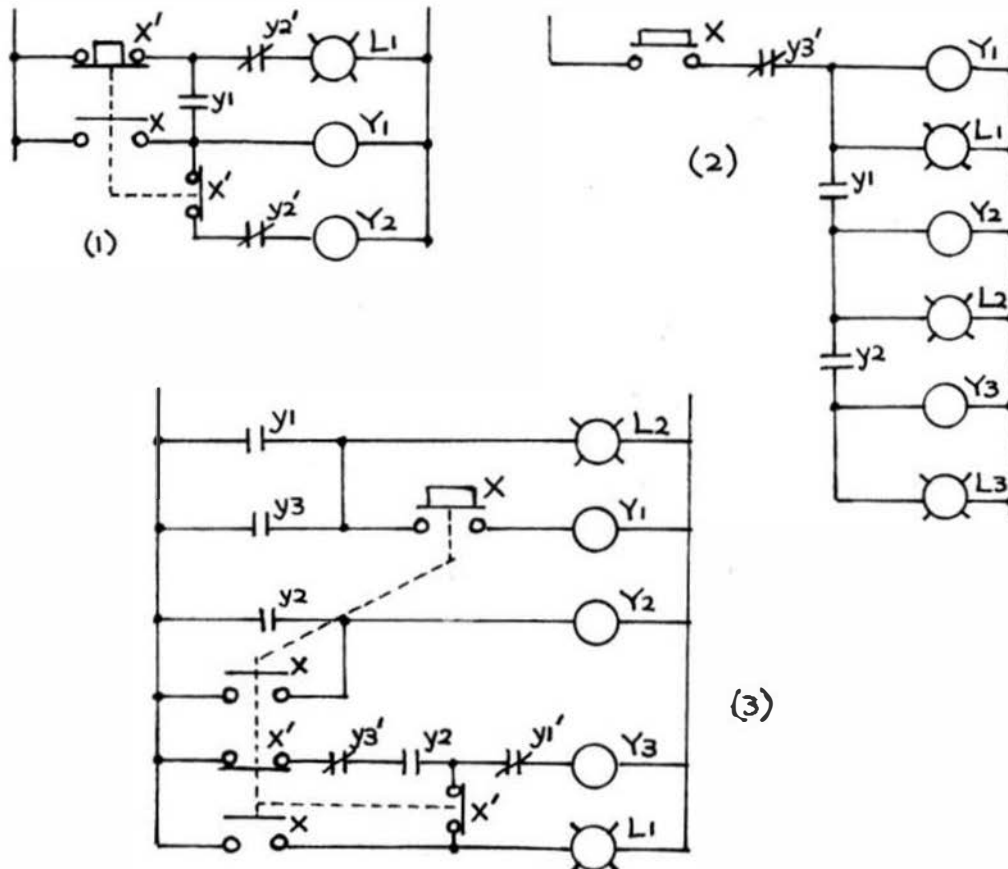 X' y2' L1
y1
X Y1
X'
y2' Y2
(1)
X y3' Y1
L1
(2)
y1
Y2
L2
y2
Y3
L3
y1 L2
y3 X Y1
y2 Y2
X
X' y3' y2 y1' Y3
X'
X L1
(3)